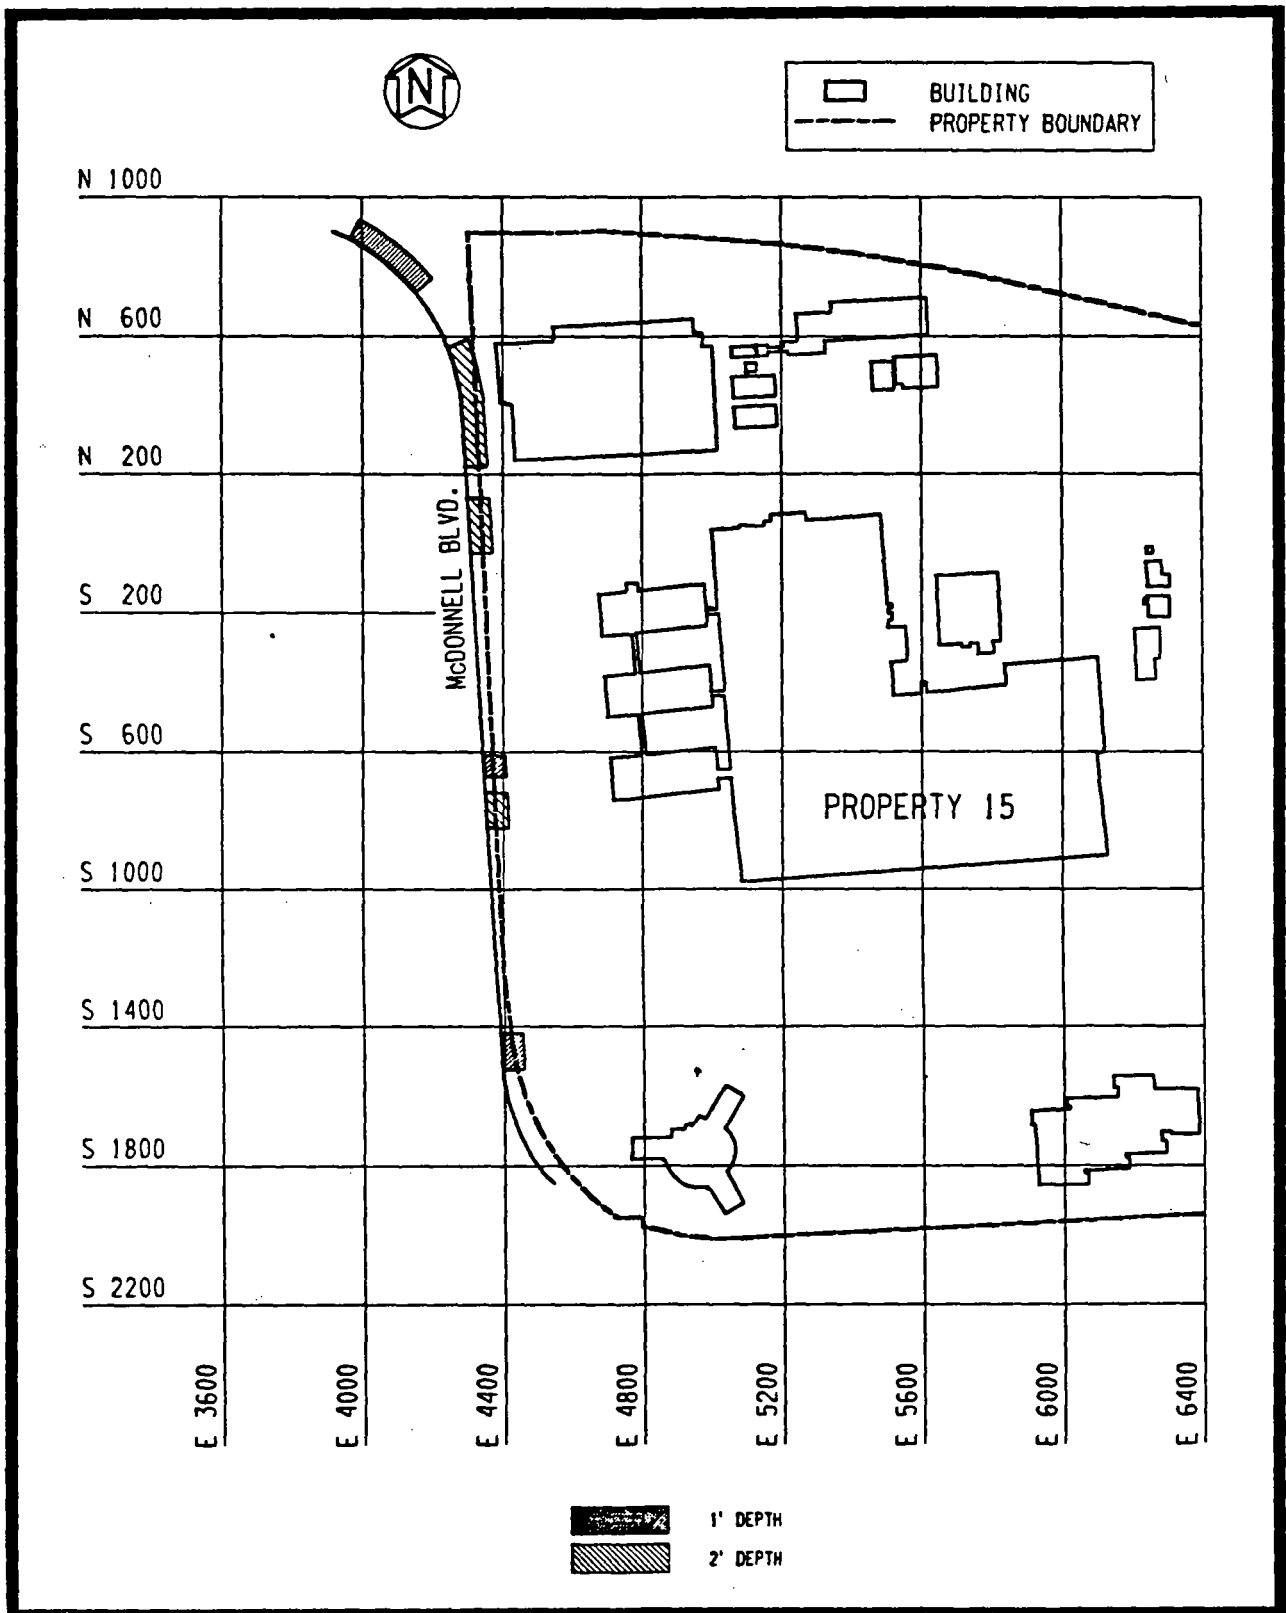 N
BUILDING
PROPERTY BOUNDARY
N 1000
N 600
N 200
McDONNELL BLVD.
S 200
S 600
PROPERTY 15
S 1000
S 1400
S 1800
S 2200
E 3600
E 4000
E 4400
E 4800
E 5200
E 5600
E 6000
E 6400
1' DEPTH
2' DEPTH